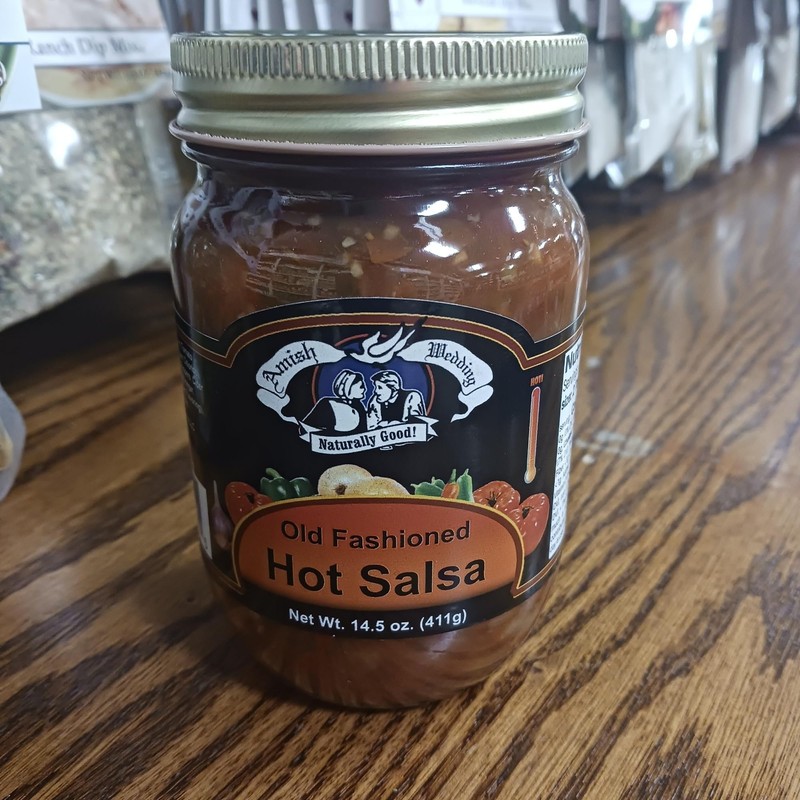 Ranch Dip Mix
Amish Wedding
Naturally Good!
HOT!
Old Fashioned
Hot Salsa
Net Wt. 14.5 oz. (411g)